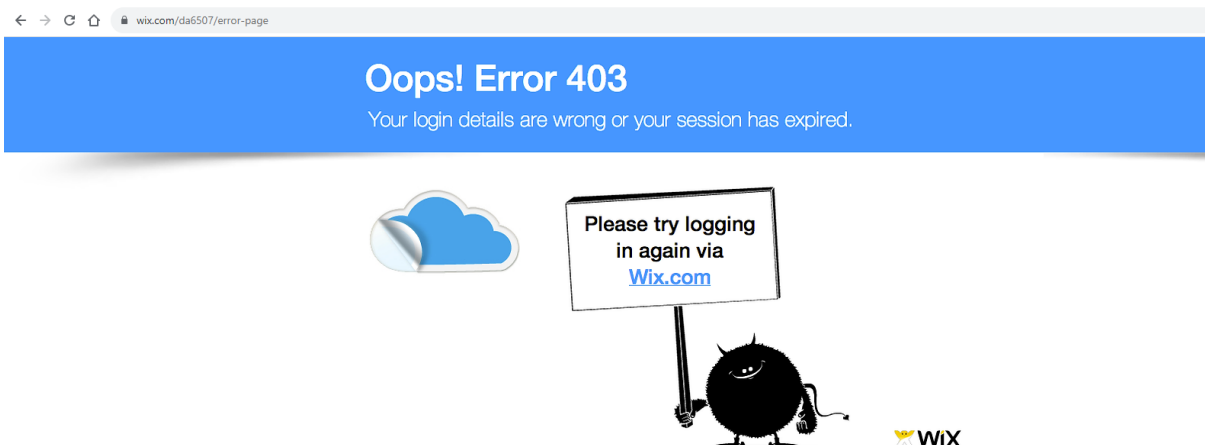 wix.com/da6507/error-page
Oops! Error 403
Your login details are wrong or your session has expired.
Please try logging
in again via
Wix.com
WiX